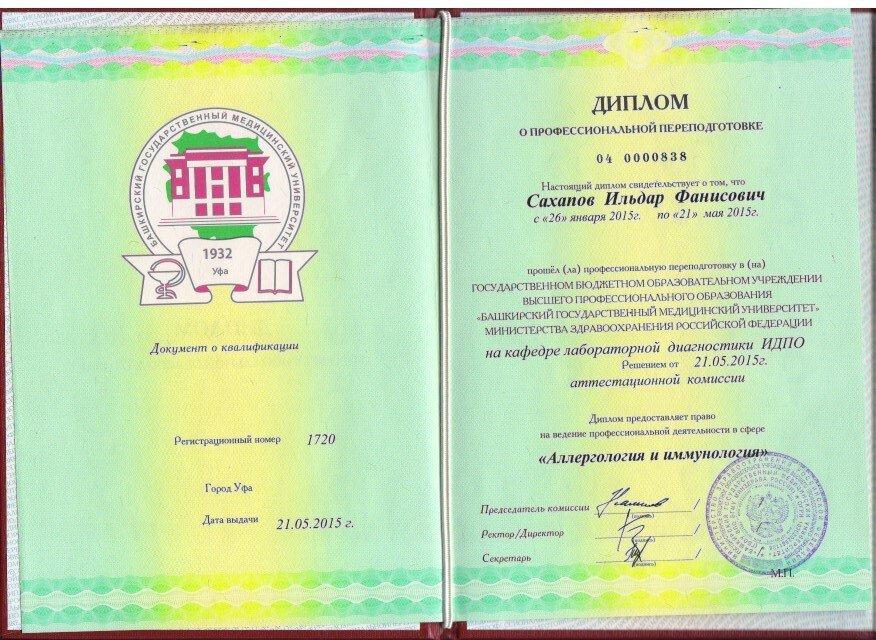 БАШКИРСКИЙ ГОСУДАРСТВЕННЫЙ МЕДИЦИНСКИЙ УНИВЕРСИТЕТ
1932
Уфа
Документ о квалификации
Регистрационный номер 1720
Город Уфа
Дата выдачи 21.05.2015 г.
ДИПЛОМ
О ПРОФЕССИОНАЛЬНОЙ ПЕРЕПОДГОТОВКЕ
04 0000838
Настоящий диплом свидетельствует о том, что
Сахапов Ильдар Фанисович
с «26» января 2015г. по «21» мая 2015г.
прошёл (ла) профессиональную переподготовку в (на)
ГОСУДАРСТВЕННОМ БЮДЖЕТНОМ ОБРАЗОВАТЕЛЬНОМ УЧРЕЖДЕНИИ
ВЫСШЕГО ПРОФЕССИОНАЛЬНОГО ОБРАЗОВАНИЯ
«БАШКИРСКИЙ ГОСУДАРСТВЕННЫЙ МЕДИЦИНСКИЙ УНИВЕРСИТЕТ»
МИНИСТЕРСТВА ЗДРАВООХРАНЕНИЯ РОССИЙСКОЙ ФЕДЕРАЦИИ
на кафедре лабораторной диагностики ИДПО
Решением от 21.05.2015г.
аттестационной комиссии
Диплом предоставляет право
на ведение профессиональной деятельности в сфере
«Аллергология и иммунология»
Председатель комиссии / /
(подпись)
Ректор/Директор / /
(подпись)
Секретарь / /
(подпись)
М.П.